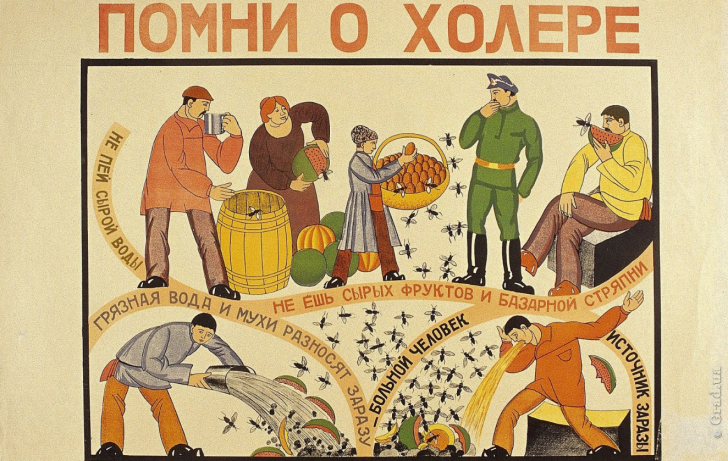 ПОМНИ О ХОЛЕРЕ
НЕ ПЕЙ СЫРОЙ ВОДЫ
НЕ ЁШЬ СЫРЫХ ФРУКТОВ И БАЗАРНОЙ СТРЯПНИ
ГРЯЗНАЯ ВОДА И МУХИ РАЗНОСЯТ ЗАРАЗУ
–БОЛЬНОЙ ЧЕЛОВЕК
ИСТОЧНИК ЗАРАЗЫ